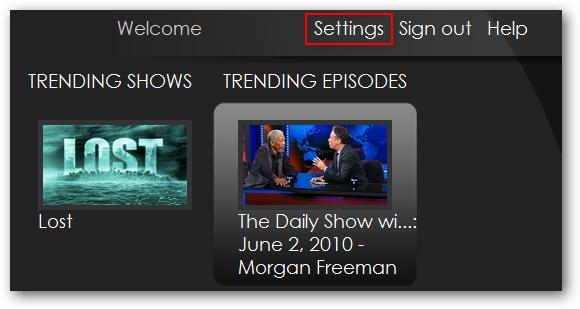 Welcome
Settings Sign out Help
TRENDING SHOWS
TRENDING EPISODES
LOST
Lost
The Daily Show wi...:
June 2, 2010 -
Morgan Freeman